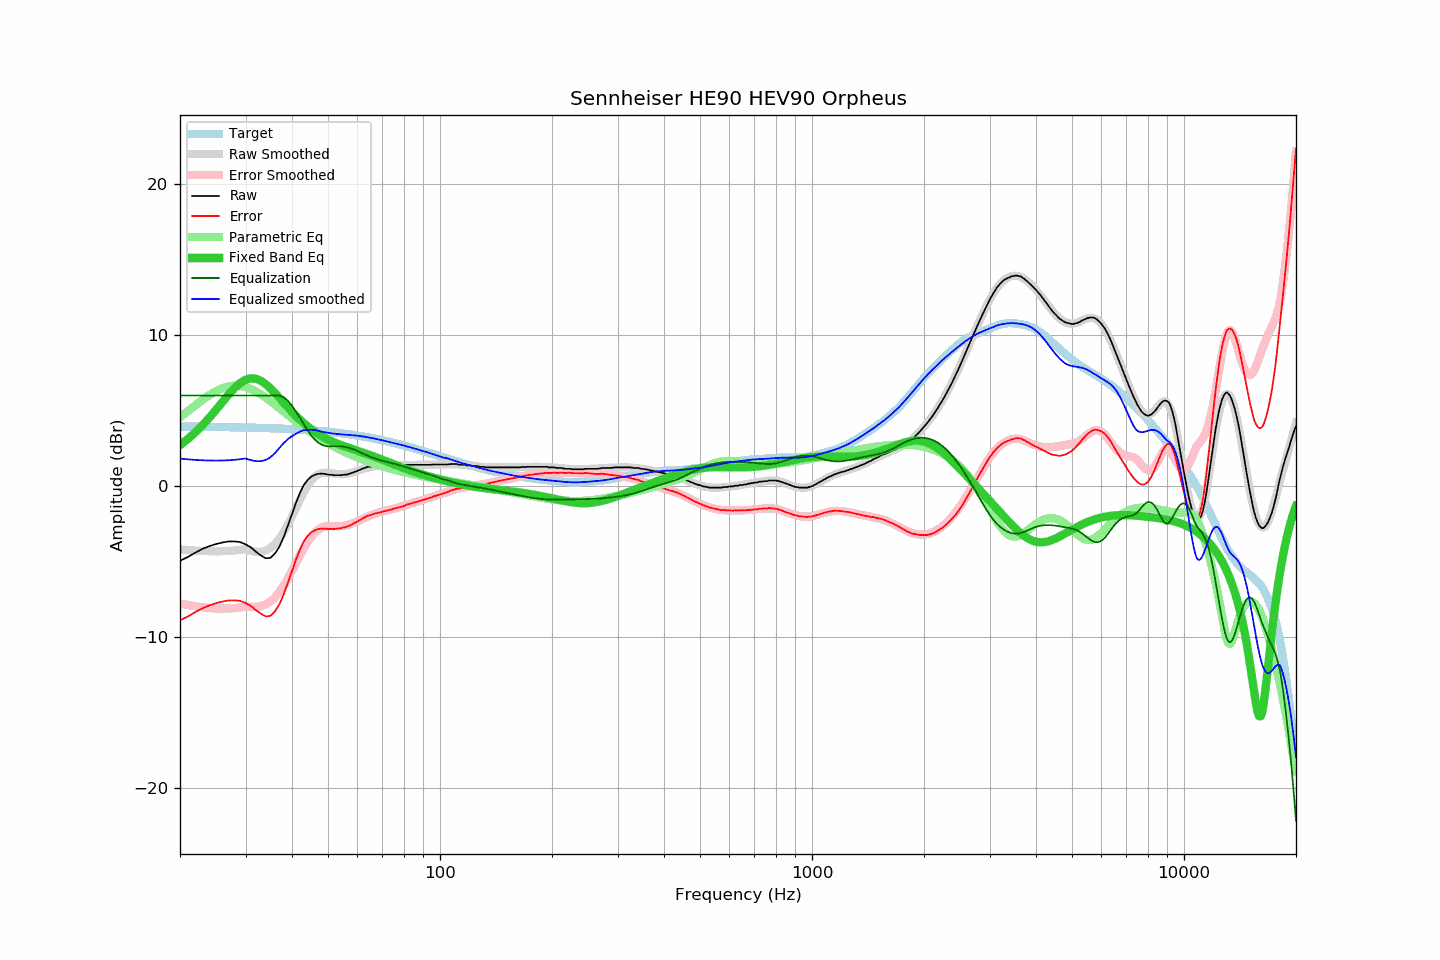 Sennheiser HE90 HEV90 Orpheus
Target
Raw Smoothed
Error Smoothed
Raw
Error
Parametric Eq
Fixed Band Eq
Equalization
Equalized smoothed
20
10
0
−10
−20
Amplitude (dBr)
100
1000
10000
Frequency (Hz)